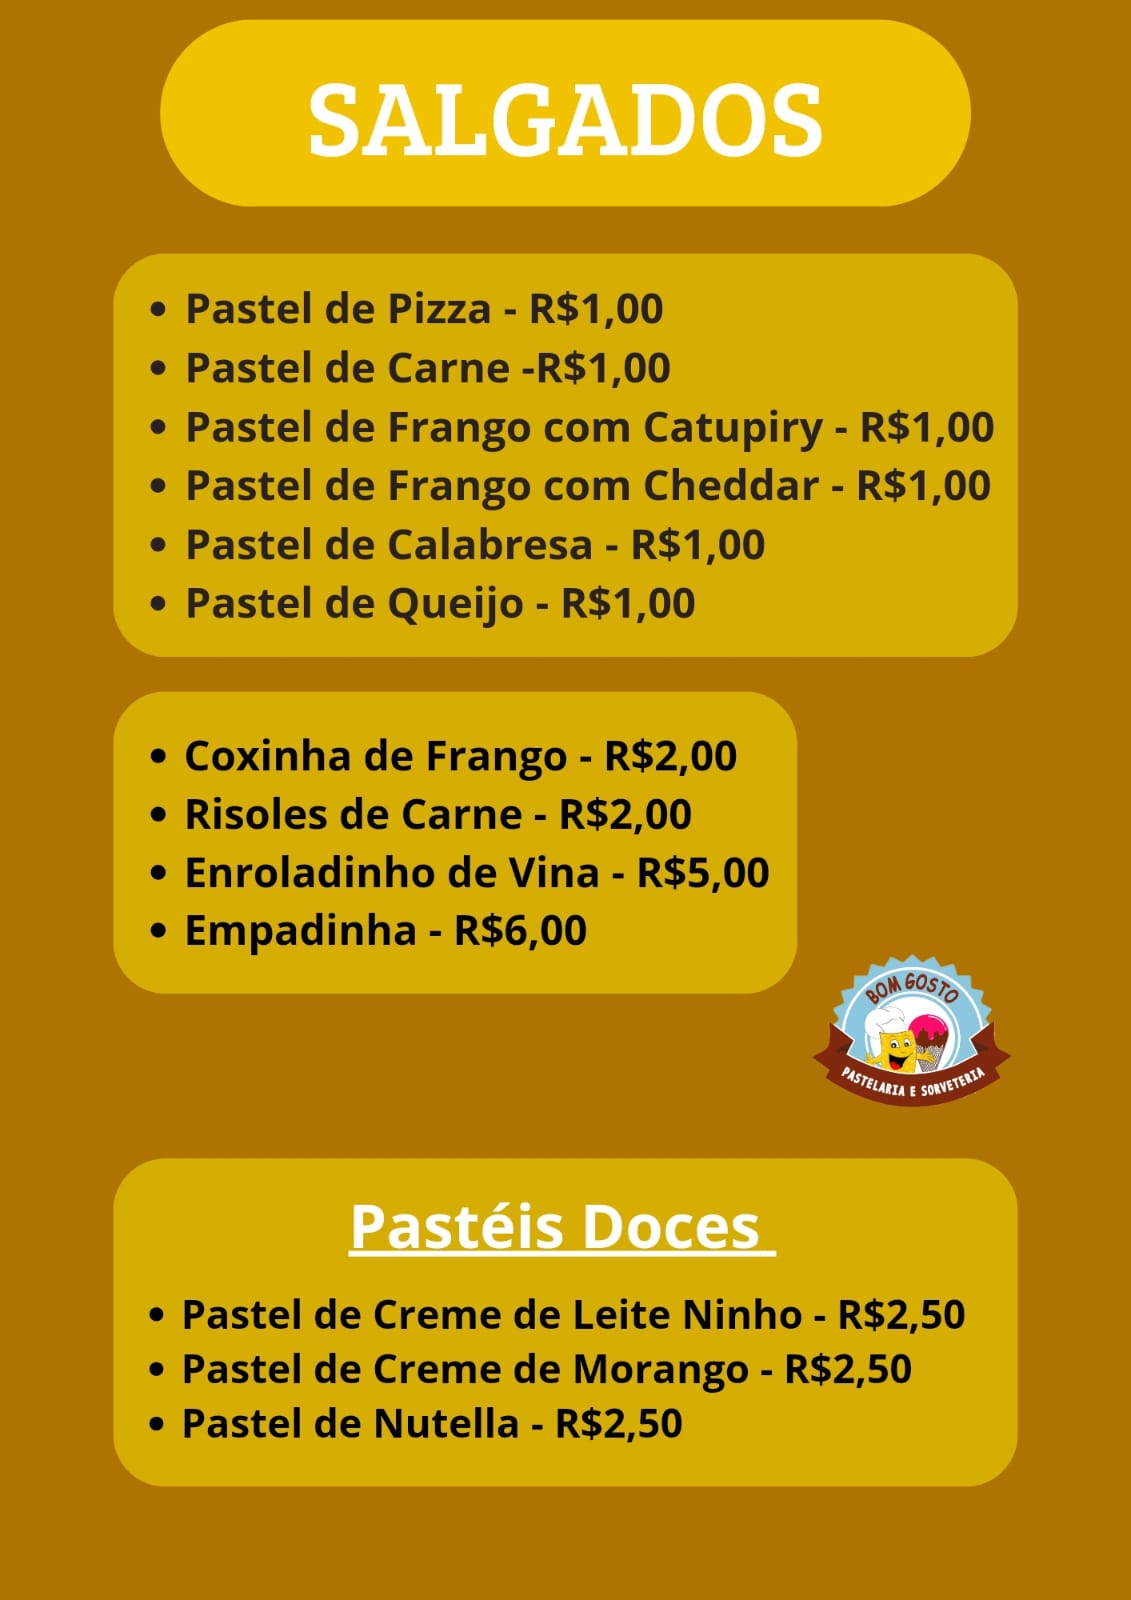 SALGADOS
• Pastel de Pizza - R$1,00
• Pastel de Carne -R$1,00
• Pastel de Frango com Catupiry - R$1,00
• Pastel de Frango com Cheddar - R$1,00
• Pastel de Calabresa - R$1,00
• Pastel de Queijo - R$1,00
• Coxinha de Frango - R$2,00
• Risoles de Carne - R$2,00
• Enroladinho de Vina - R$5,00
• Empadinha - R$6,00
BOM GOSTO
PASTELARIA E SORVETERIA
Pastéis Doces
• Pastel de Creme de Leite Ninho - R$2,50
• Pastel de Creme de Morango - R$2,50
• Pastel de Nutella - R$2,50